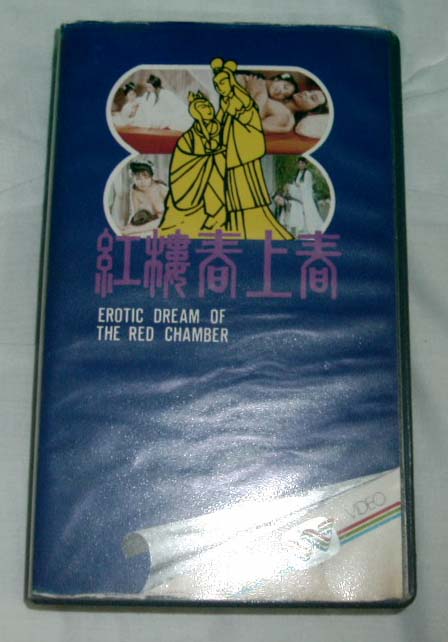 紅樓春上春
EROTIC DREAM OF
THE RED CHAMBER
VIDEO